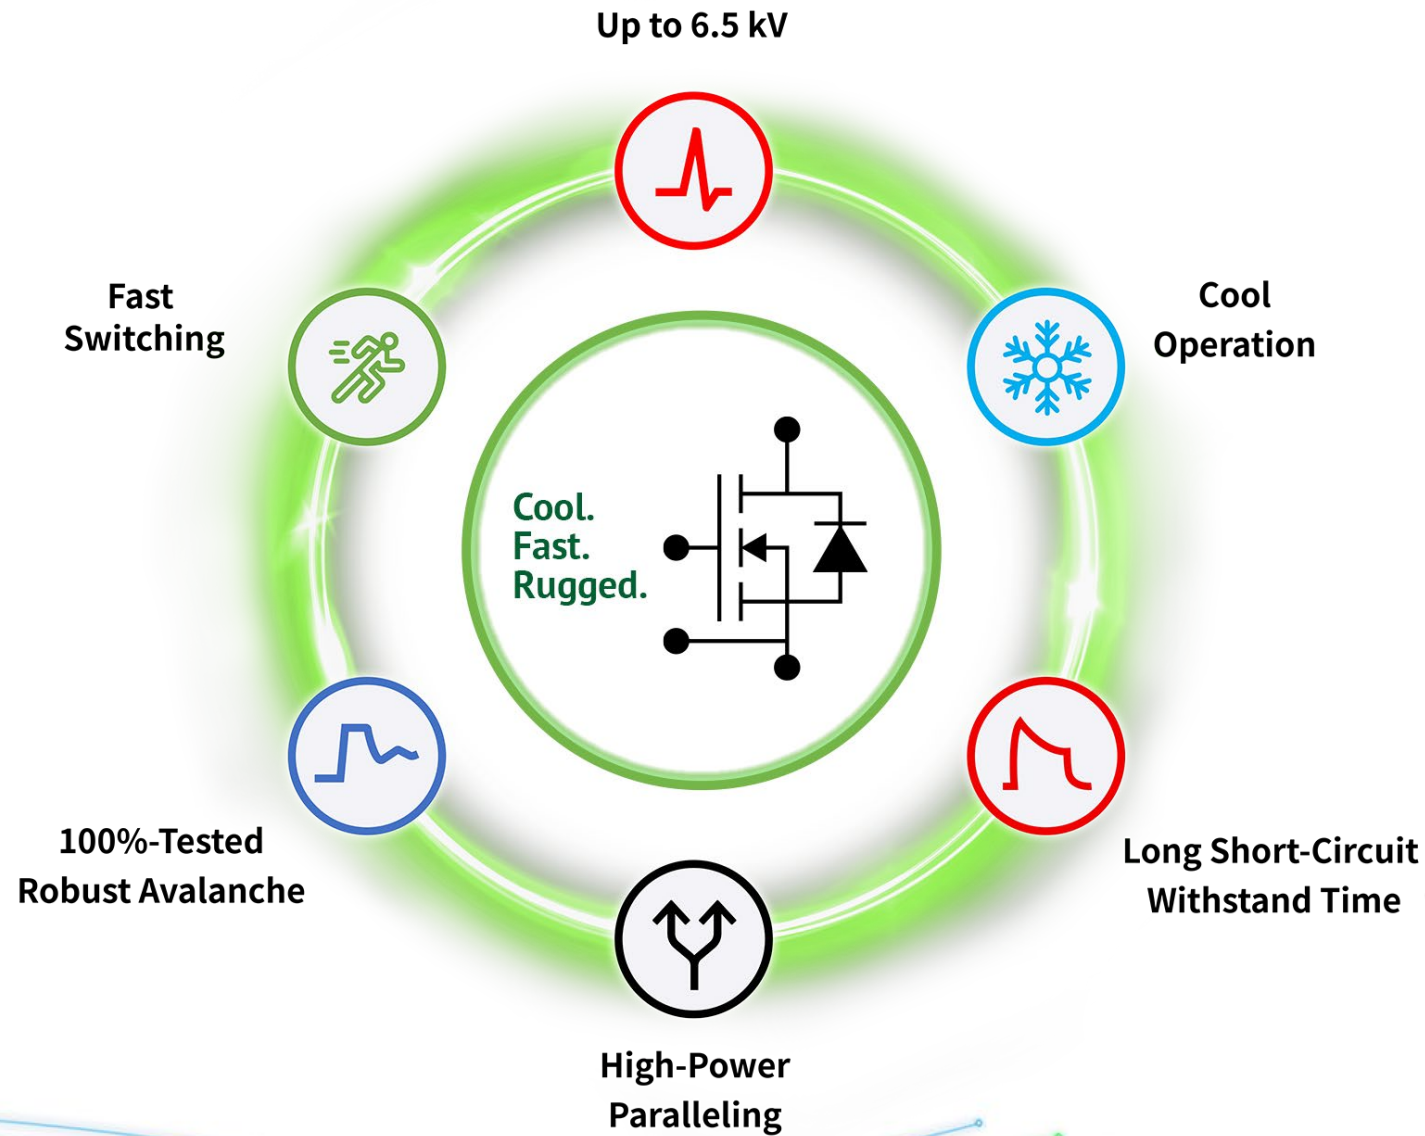 Up to 6.5 kV
Fast
Switching
Cool
Operation
Cool.
Fast.
Rugged.
100%-Tested
Robust Avalanche
Long Short-Circuit
Withstand Time
High-Power
Paralleling